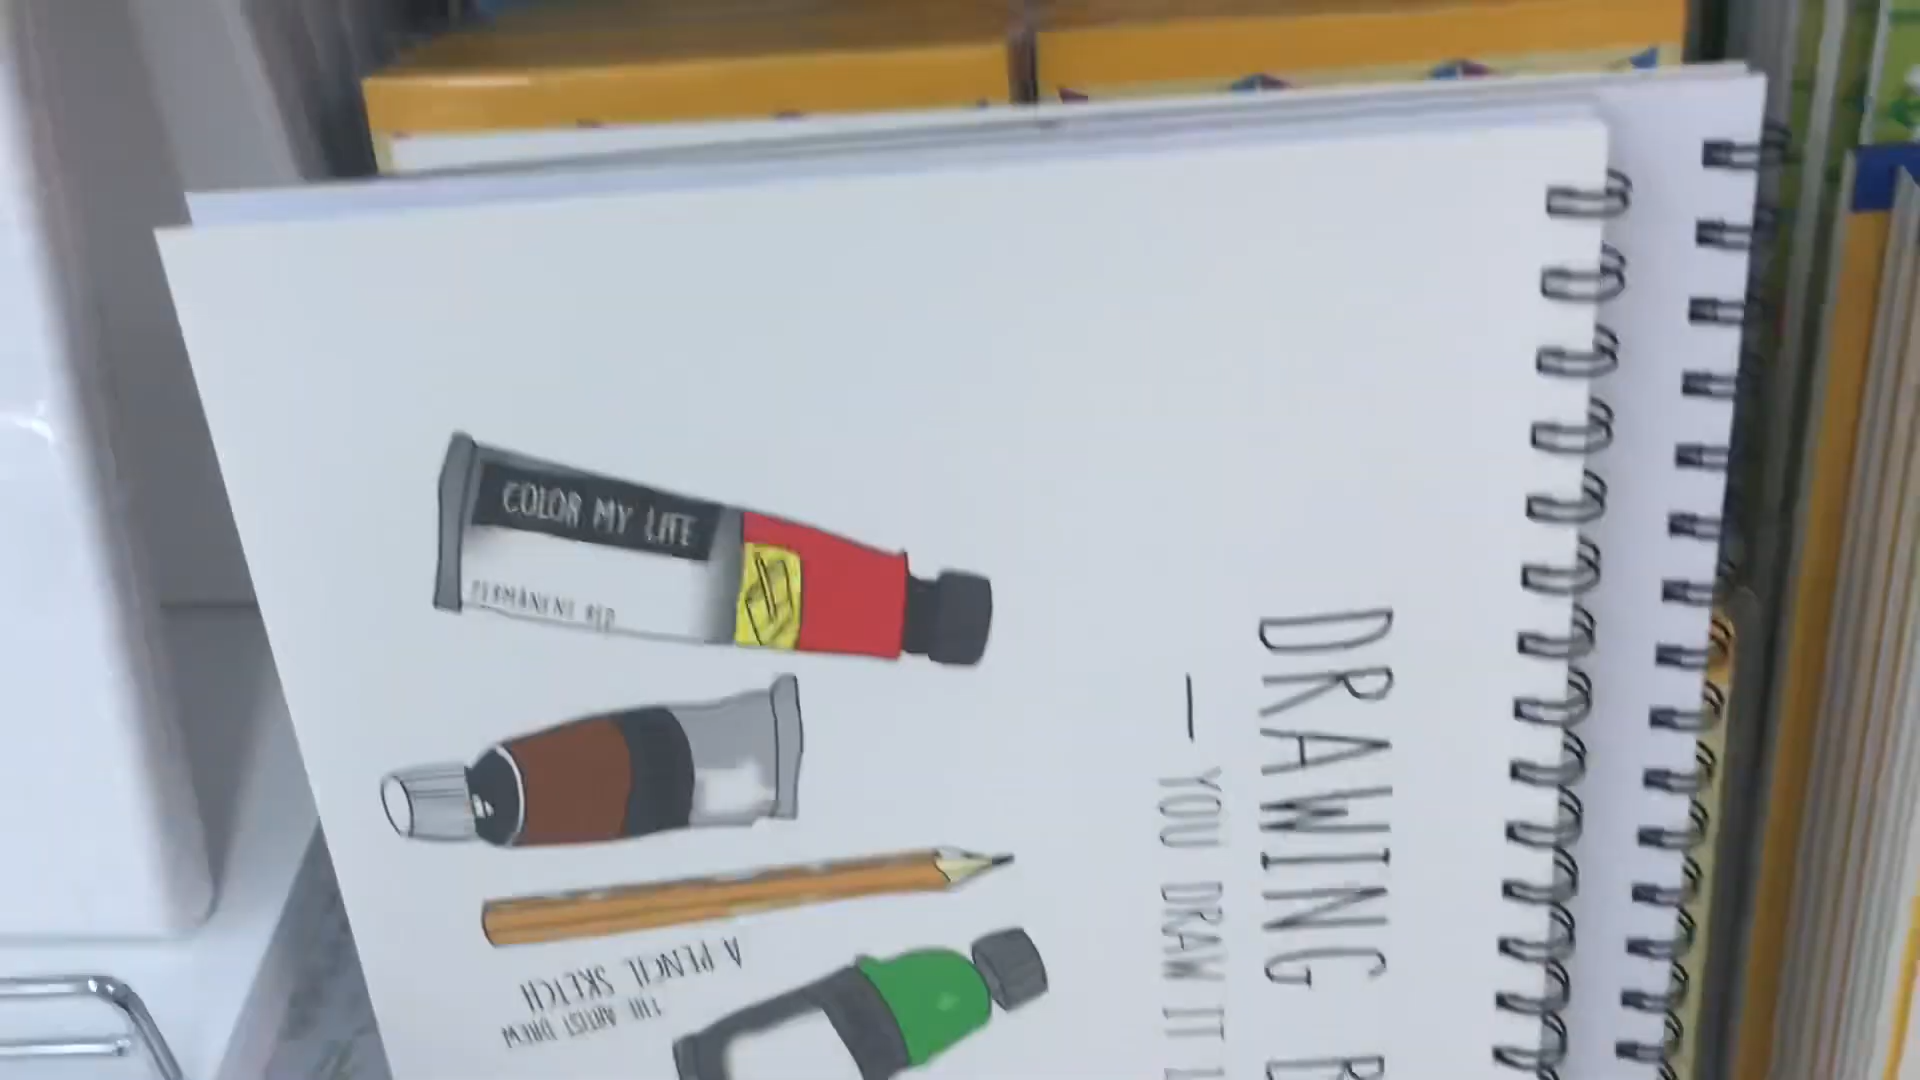 COLOR MY LIFE
PERMANENT RED
DRAWING
— YOU DRAW IT
A PENCIL SKETCH
THE ARTIST DREW